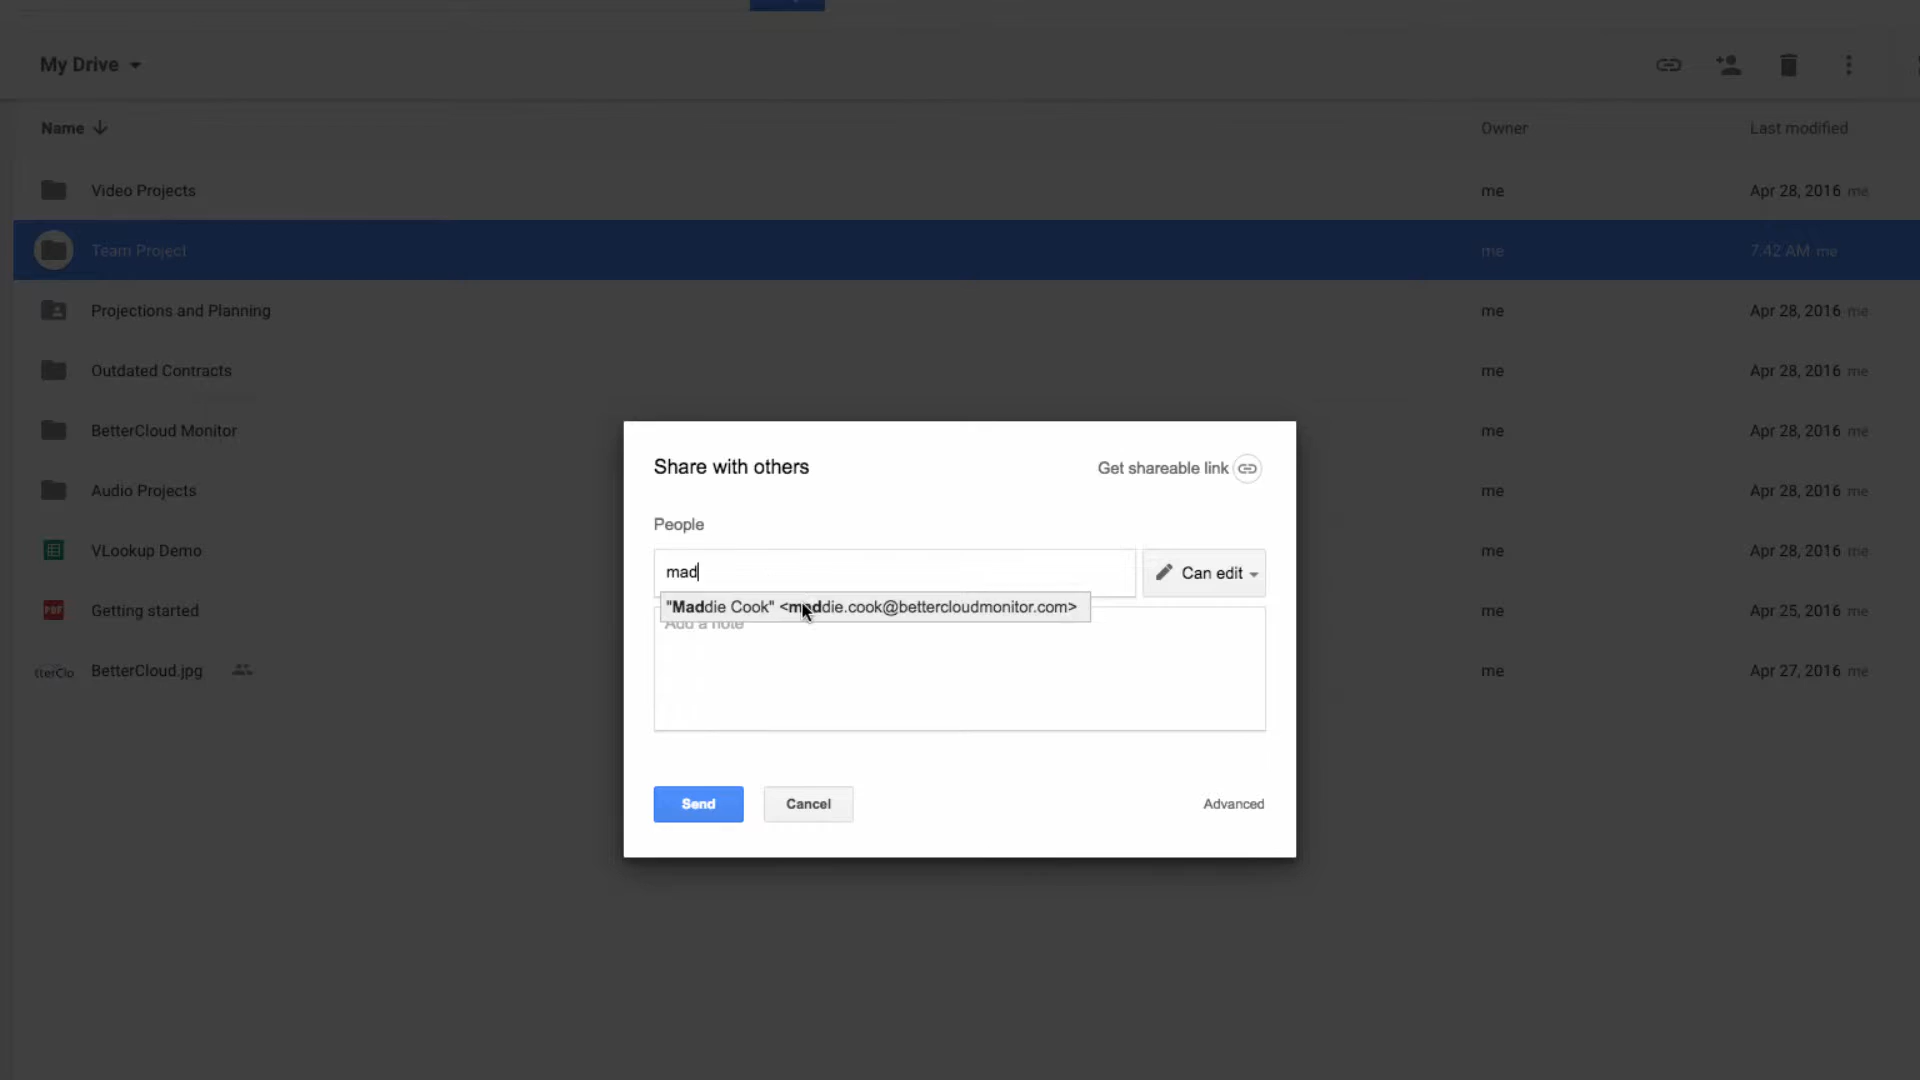 My Drive
Name Owner Last modified
Video Projects me Apr 28, 2016 me
Team Project me 7:42 AM me
Projections and Planning me Apr 28, 2016 me
Outdated Contracts me Apr 28, 2016 me
BetterCloud Monitor me Apr 28, 2016 me
Audio Projects me Apr 28, 2016 me
VLookup Demo me Apr 28, 2016 me
PDF Getting started me Apr 25, 2016 me
tterClo BetterCloud.jpg me Apr 27, 2016 me
Share with others Get shareable link
People
mad Can edit
"Maddie Cook" <maddie.cook@bettercloudmonitor.com>
Add a note
Send Cancel Advanced